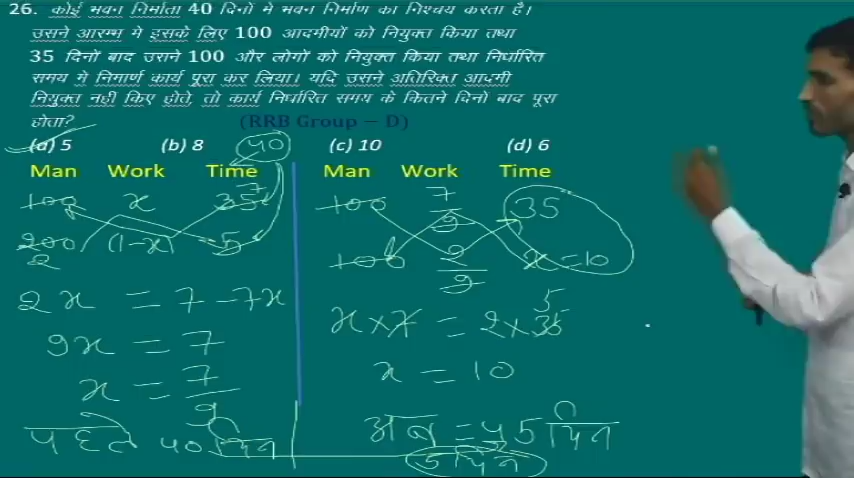 26. कोई भवन निर्माता 40 दिनों मे भवन निर्माण का निश्चय करता है।
उसने आरम्भ मे इसके लिए 100 आदमीयों को नियुक्त किया तथा
35 दिनों बाद उसने 100 और लोगों को नियुक्त किया तथा निर्धारित
समय मे निमार्ण कार्य पूरा कर लिया। यदि उसने अतिरिक्त आदमी
नियुक्त नहीं किए होते, तो कार्य निर्धारित समय के कितने दिनों बाद पूरा
होता? (RRB Group – D)
(a) 5 (b) 8 40 (c) 10 (d) 6
Man Work Time Man Work Time
100 x 35 7 100 7/9 35
200 2 (1-x) 5 100 2/9 x = 10
2x = 7 - 7x
x × 7 = 2 × 35 5
9x = 7
x = 7/9
x = 10
पहले 40 दिन
अब = 45 दिन
5 दिन